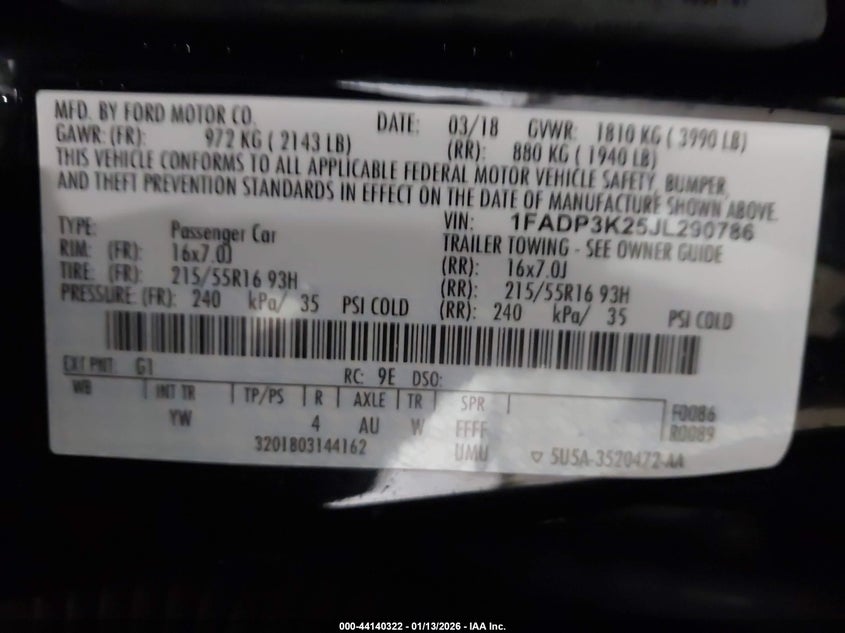 MFD. BY FORD MOTOR CO. DATE: 03/18 GVWR: 1810 KG ( 3990 LB)
GAWR: (FR): 972 KG ( 2143 LB) (RR): 880 KG ( 1940 LB)
THIS VEHICLE CONFORMS TO ALL APPLICABLE FEDERAL MOTOR VEHICLE SAFETY, BUMPER,
AND THEFT PREVENTION STANDARDS IN EFFECT ON THE DATE OF MANUFACTURE SHOWN ABOVE.
VIN: 1FADP3K25JL290786
TYPE: Passenger Car TRAILER TOWING - SEE OWNER GUIDE
RIM: (FR): 16x7.0J (RR): 16x7.0J
TIRE: (FR): 215/55R16 93H (RR): 215/55R16 93H
PRESSURE: (FR): 240 kPa/ 35 PSI COLD (RR): 240 kPa/ 35 PSI COLD
EXT PNT: G1 RC: 9E DSO:
WB INT TR TP/PS R AXLE TR SPR
YW 4 AU W FFFF F0086
UMU R0089
3201803144162 5U5A-3520472-AA
000-44140322 - 01/13/2026 - IAA Inc.